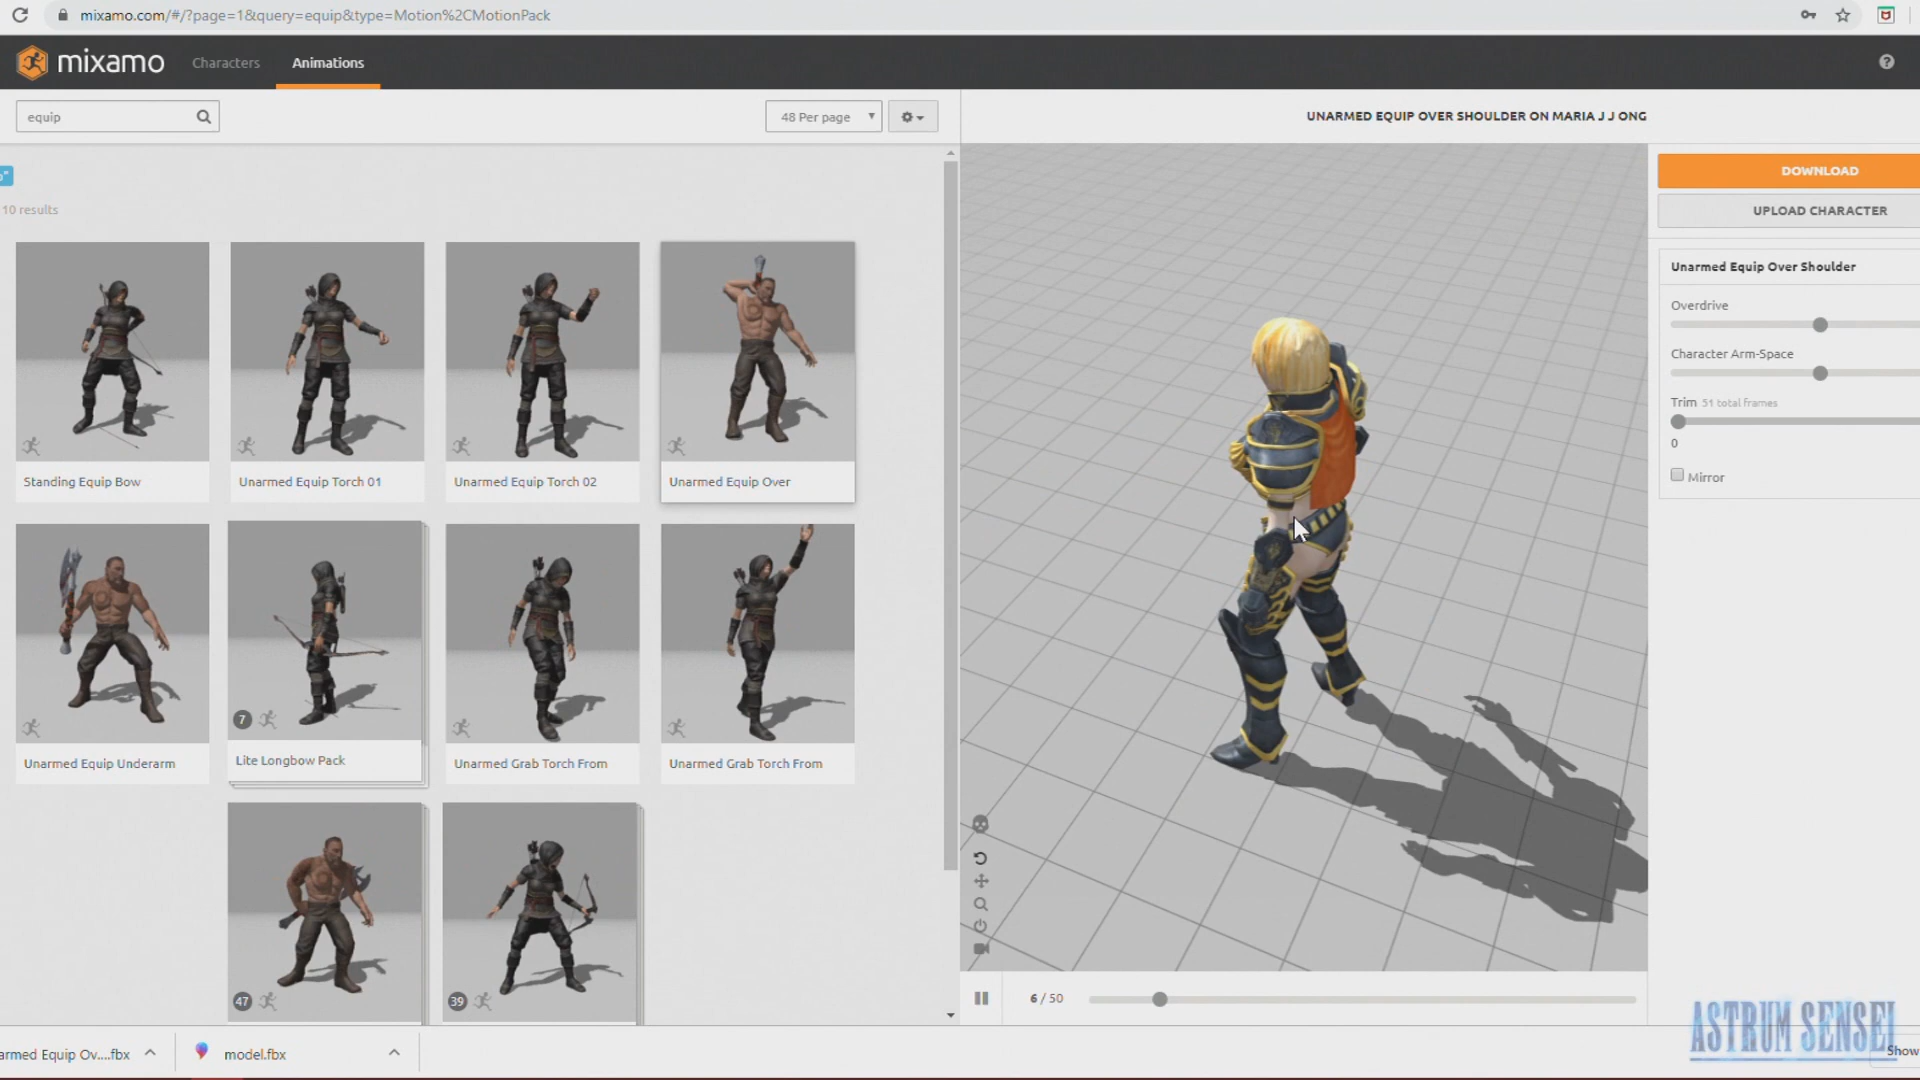 mixamo.com/#/?page=1&query=equip&type=Motion%2CMotionPack
mixamo
Characters
Animations
equip
48 Per page
UNARMED EQUIP OVER SHOULDER ON MARIA J J ONG
10 results
DOWNLOAD
UPLOAD CHARACTER
Unarmed Equip Over Shoulder
Overdrive
Character Arm-Space
Trim 51 total frames
0
Mirror
Standing Equip Bow
Unarmed Equip Torch 01
Unarmed Equip Torch 02
Unarmed Equip Over
7
Unarmed Equip Underarm
Lite Longbow Pack
Unarmed Grab Torch From
Unarmed Grab Torch From
47
39
6 / 50
ASTRUM SENSEI
armed Equip Ov....fbx
model.fbx
Show